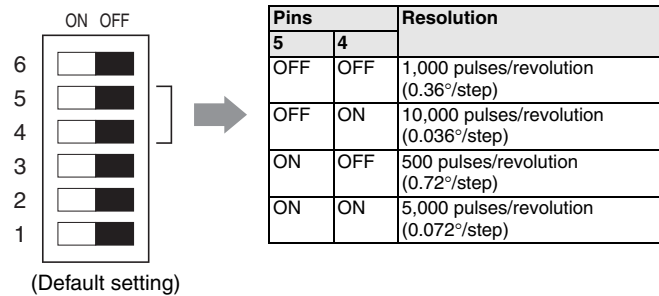 ON OFF
6
5
4
3
2
1
(Default setting)
Pins Resolution
5 4
OFF OFF 1,000 pulses/revolution
(0.36°/step)
OFF ON 10,000 pulses/revolution
(0.036°/step)
ON OFF 500 pulses/revolution
(0.72°/step)
ON ON 5,000 pulses/revolution
(0.072°/step)